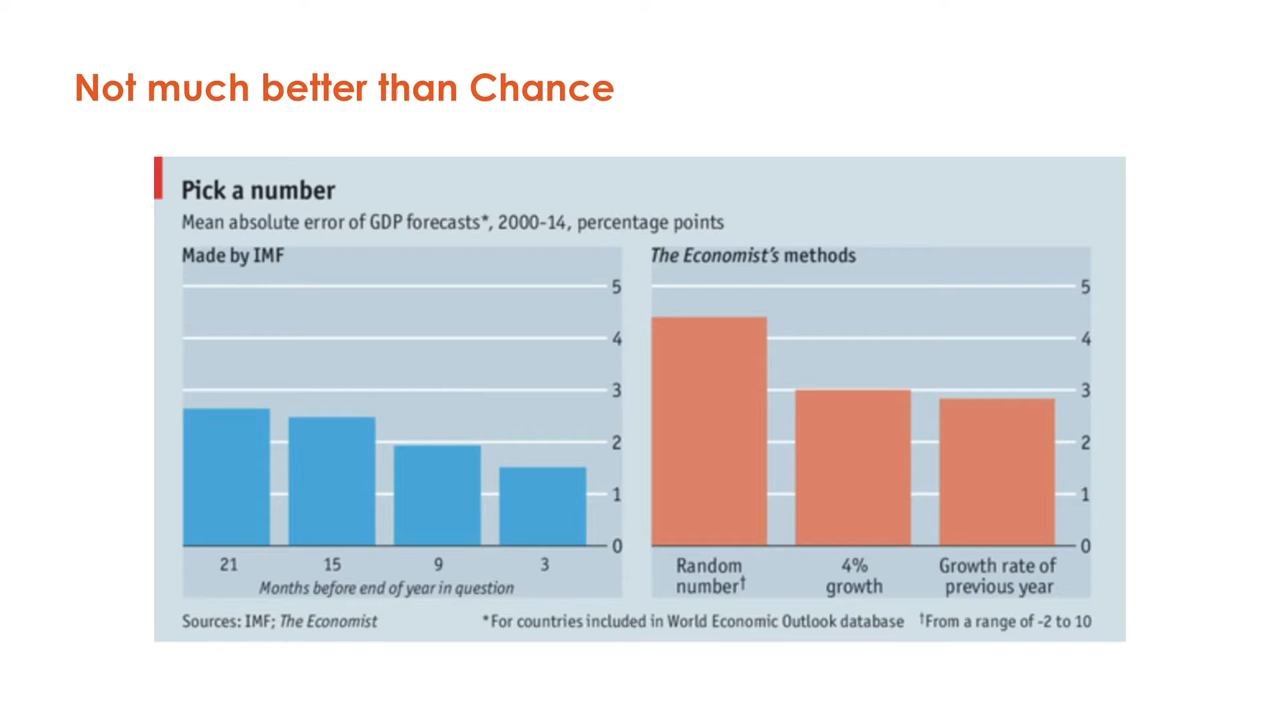 Not much better than Chance
Pick a number
Mean absolute error of GDP forecasts*, 2000-14, percentage points
Made by IMF
5
4
3
2
1
0
21 15 9 3
Months before end of year in question
The Economist's methods
5
4
3
2
1
0
Random number†
4% growth
Growth rate of previous year
Sources: IMF; The Economist
*For countries included in World Economic Outlook database †From a range of -2 to 10